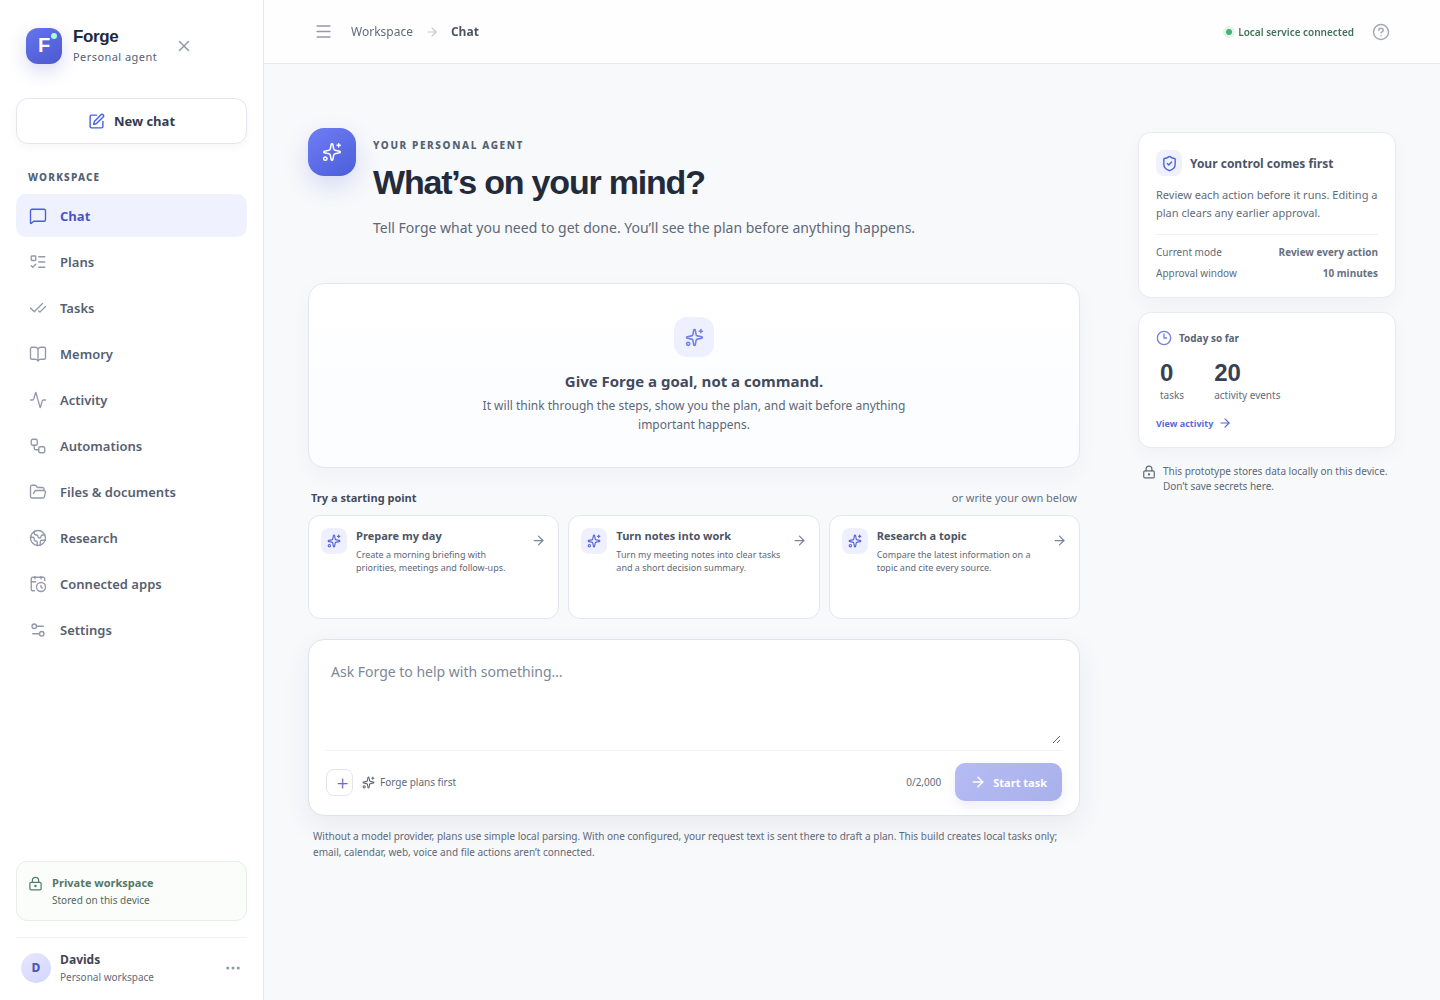 F
Forge
Personal agent
New chat
WORKSPACE
Chat
Plans
Tasks
Memory
Activity
Automations
Files & documents
Research
Connected apps
Settings
Private workspace
Stored on this device
D
Davids
Personal workspace
Workspace
Chat
Local service connected
YOUR PERSONAL AGENT
What’s on your mind?
Tell Forge what you need to get done. You’ll see the plan before anything happens.
Give Forge a goal, not a command.
It will think through the steps, show you the plan, and wait before anything
important happens.
Try a starting point
or write your own below
Prepare my day
Create a morning briefing with
priorities, meetings and follow-ups.
Turn notes into work
Turn my meeting notes into clear tasks
and a short decision summary.
Research a topic
Compare the latest information on a
topic and cite every source.
Ask Forge to help with something...
Forge plans first
0/2,000
Start task
Without a model provider, plans use simple local parsing. With one configured, your request text is sent there to draft a plan. This build creates local tasks only;
email, calendar, web, voice and file actions aren’t connected.
Your control comes first
Review each action before it runs. Editing a
plan clears any earlier approval.
Current mode
Review every action
Approval window
10 minutes
Today so far
0
tasks
20
activity events
View activity
This prototype stores data locally on this device.
Don’t save secrets here.